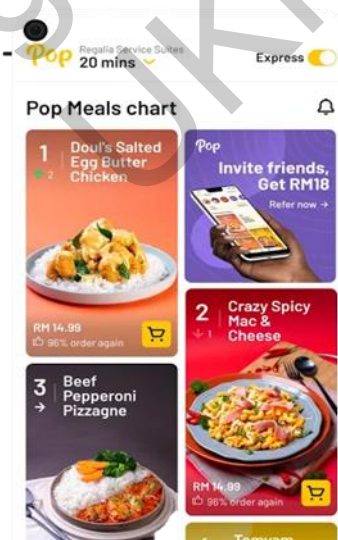 Pop
Regalia Service Suites
20 mins
Express
Pop Meals chart
1
2
Doul's Salted
Egg Butter
Chicken
RM 14.99
96% order again
Pop
Invite friends,
Get RM18
Refer now →
2
1
Crazy Spicy
Mac &
Cheese
RM 14.99
96% order again
3
→
Beef
Pepperoni
Pizzagne